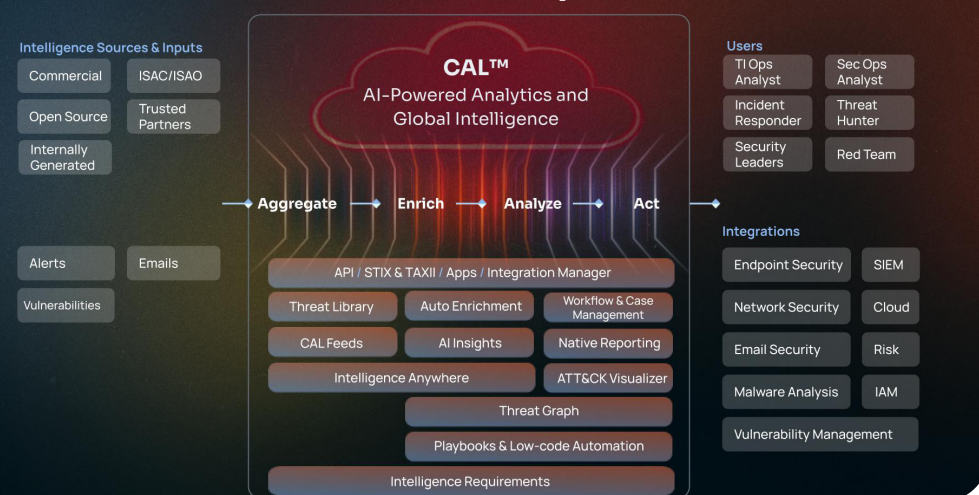 Intelligence Sources & Inputs
Commercial
ISAC/ISAO
Open Source
Trusted
Partners
Internally
Generated
Alerts
Emails
Vulnerabilities
CAL™
AI-Powered Analytics and
Global Intelligence
Aggregate
Enrich
Analyze
Act
API / STIX & TAXII / Apps / Integration Manager
Threat Library
Auto Enrichment
Workflow & Case
Management
CAL Feeds
AI Insights
Native Reporting
Intelligence Anywhere
ATT&CK Visualizer
Threat Graph
Playbooks & Low-code Automation
Intelligence Requirements
Users
TI Ops
Analyst
Sec Ops
Analyst
Incident
Responder
Threat
Hunter
Security
Leaders
Red Team
Integrations
Endpoint Security
SIEM
Network Security
Cloud
Email Security
Risk
Malware Analysis
IAM
Vulnerability Management